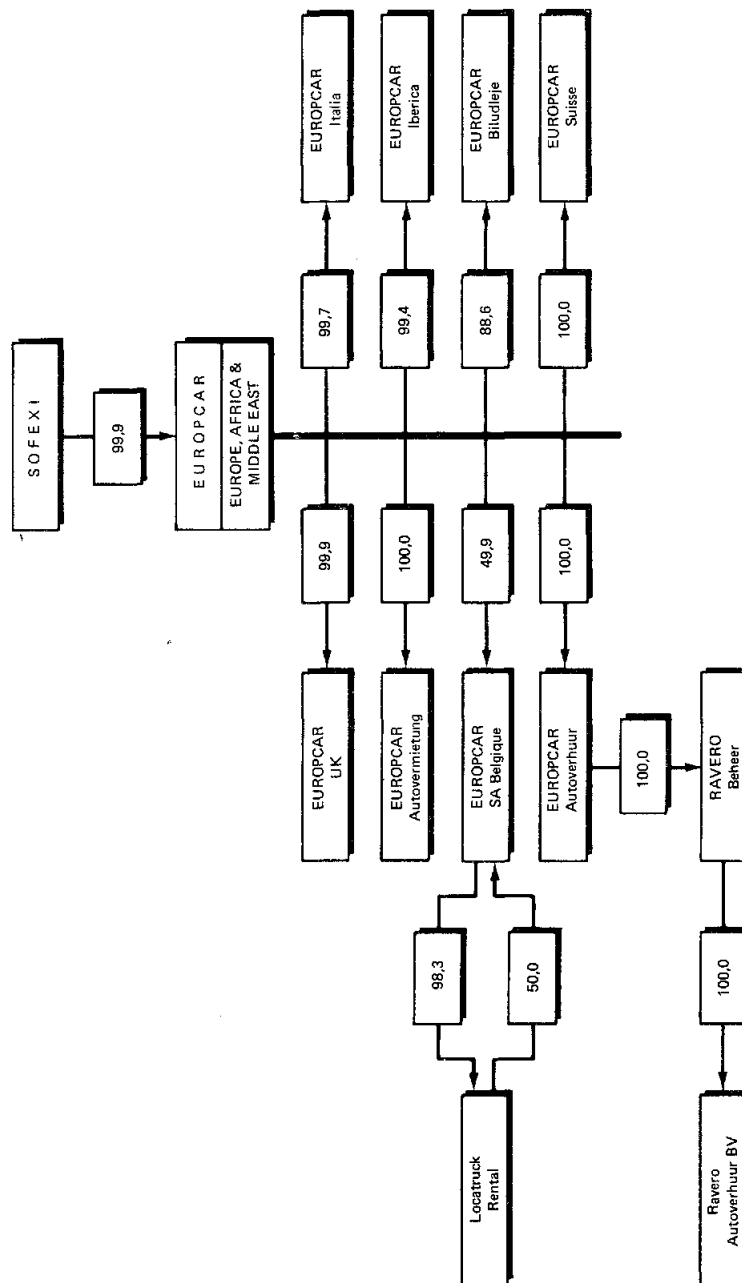 SOFEXI
99,9
EUROPCAR
EUROPE, AFRICA &
MIDDLE EAST
99,9
99,7
EUROPCAR
UK
EUROPCAR
Italia
100,0
99,4
EUROPCAR
Autovermietung
EUROPCAR
Iberica
49,9
88,6
EUROPCAR
SA Belgique
EUROPCAR
Biludleje
100,0
100,0
EUROPCAR
Autoverhuur
EUROPCAR
Suisse
98,3
50,0
Locatruck
Rental
100,0
RAVERO
Beheer
100,0
Ravero
Autoverhuur BV